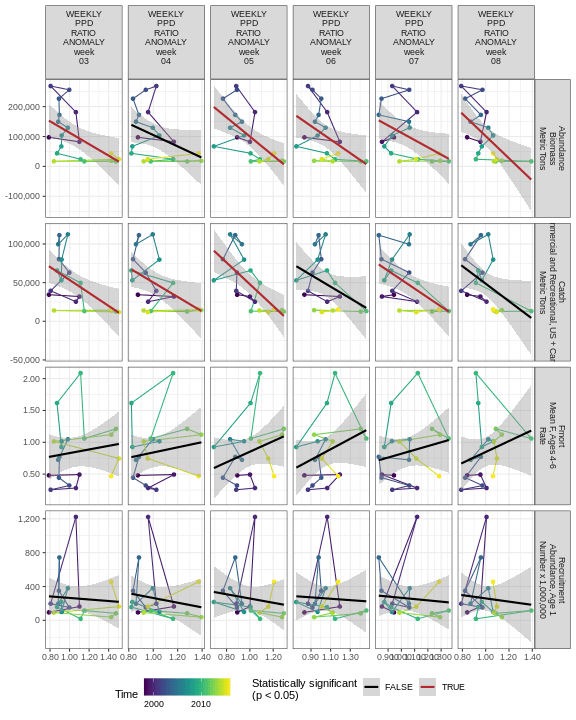 WEEKLY
PPD
RATIO
ANOMALY
week
03
WEEKLY
PPD
RATIO
ANOMALY
week
04
WEEKLY
PPD
RATIO
ANOMALY
week
05
WEEKLY
PPD
RATIO
ANOMALY
week
06
WEEKLY
PPD
RATIO
ANOMALY
week
07
WEEKLY
PPD
RATIO
ANOMALY
week
08
200,000
100,000
0
-100,000
Abundance
Biomass
Metric Tons
100,000
50,000
0
-50,000
Catch
nmercial and Recreational, US + Can
Metric Tons
2.00
1.50
1.00
0.50
Fmort
Mean F, Ages 4-6
Rate
1,200
800
400
0
Recruitment
Abundance, Age 1
Number x 1,000,000
0.80 1.00 1.20 1.40
0.80 1.00 1.20 1.40
0.80 1.00 1.20
0.90 1.10 1.30
0.80 1.00 1.20 1.40
Time
2000 2010
Statistically significant
(p < 0.05)
FALSE
TRUE